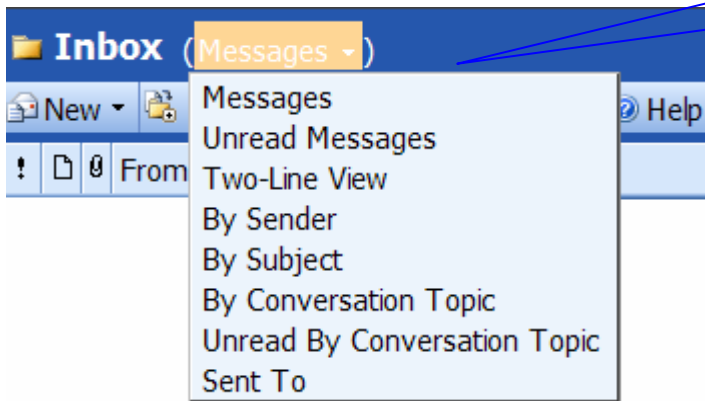 Inbox (Messages)
Messages
New Help
Unread Messages
! From
Two-Line View
By Sender
By Subject
By Conversation Topic
Unread By Conversation Topic
Sent To